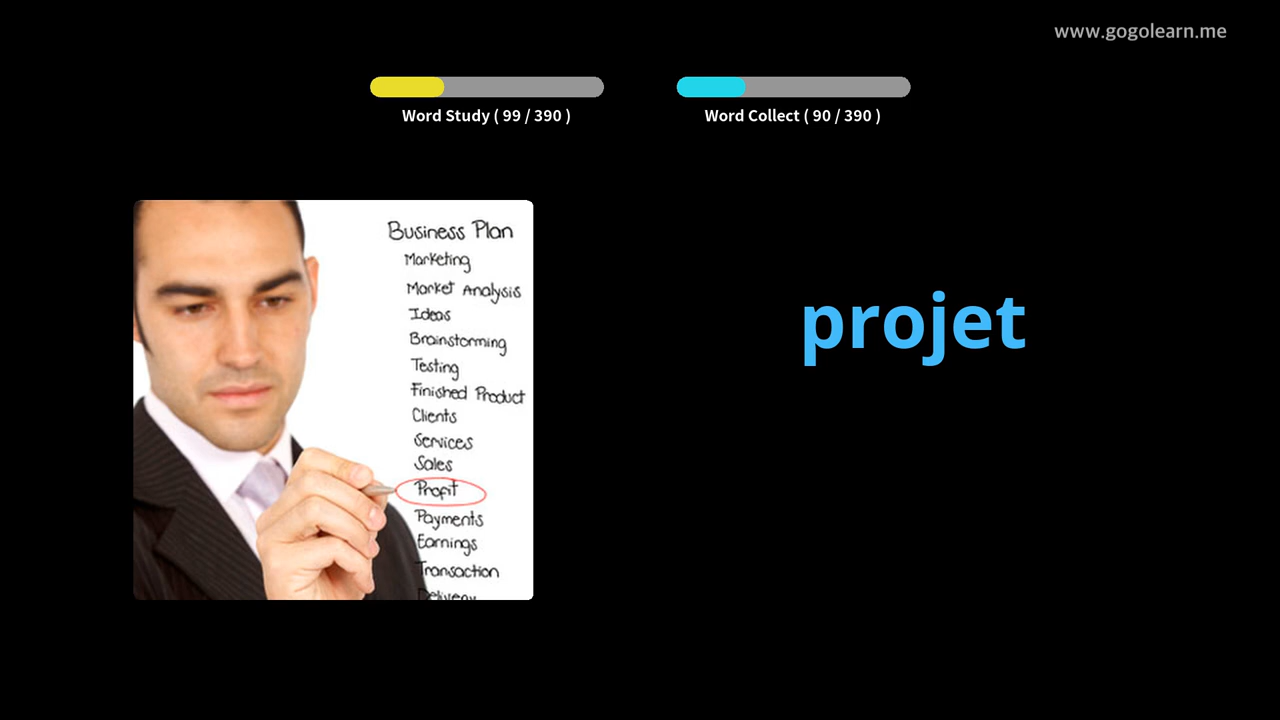 www.gogolearn.me
Word Study ( 99 / 390 )
Word Collect ( 90 / 390 )
Business Plan
Marketing
Market Analysis
Ideas
Brainstorming
Testing
Finished Product
Clients
Services
Sales
Profit
Payments
Earnings
Transaction
Delivery
projet